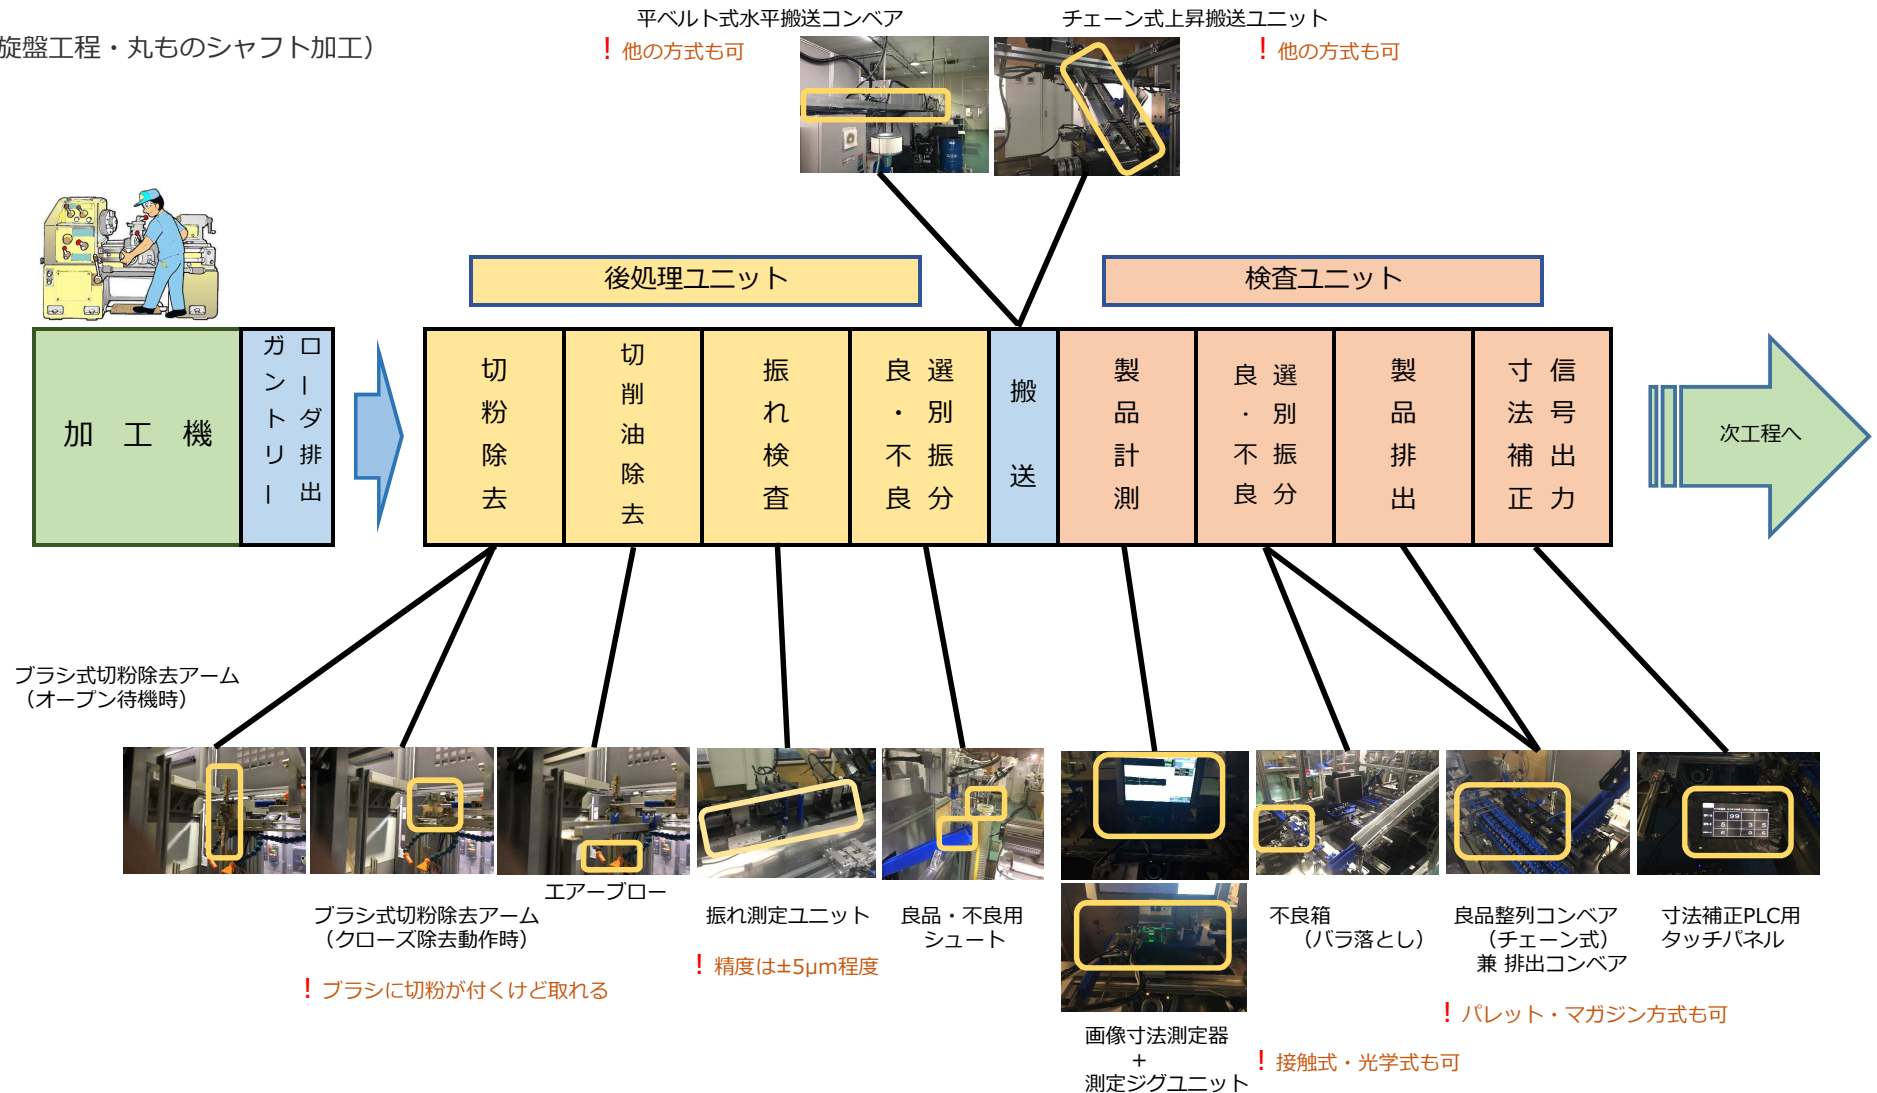 旋盤工程・丸ものシャフト加工）
平ベルト式水平搬送コンベア
！他の方式も可
チェーン式上昇搬送ユニット
！他の方式も可
後処理ユニット
検査ユニット
加工機
ガントリー
ローダ排出
切粉除去
切削油除去
振れ検査
良・不良
選別振分
搬送
製品計測
良・不良
選別振分
製品排出
寸法補正
信号出力
次工程へ
ブラシ式切粉除去アーム
（オープン待機時）
ブラシ式切粉除去アーム
（クローズ除去動作時）
！ブラシに切粉が付くけど取れる
エアーブロー
振れ測定ユニット
！精度は±5μm程度
良品・不良用
シュート
画像寸法測定器
+
測定ジグユニット
！接触式・光学式も可
不良箱
（バラ落とし）
良品整列コンベア
（チェーン式）
兼 排出コンベア
！パレット・マガジン方式も可
寸法補正PLC用
タッチパネル